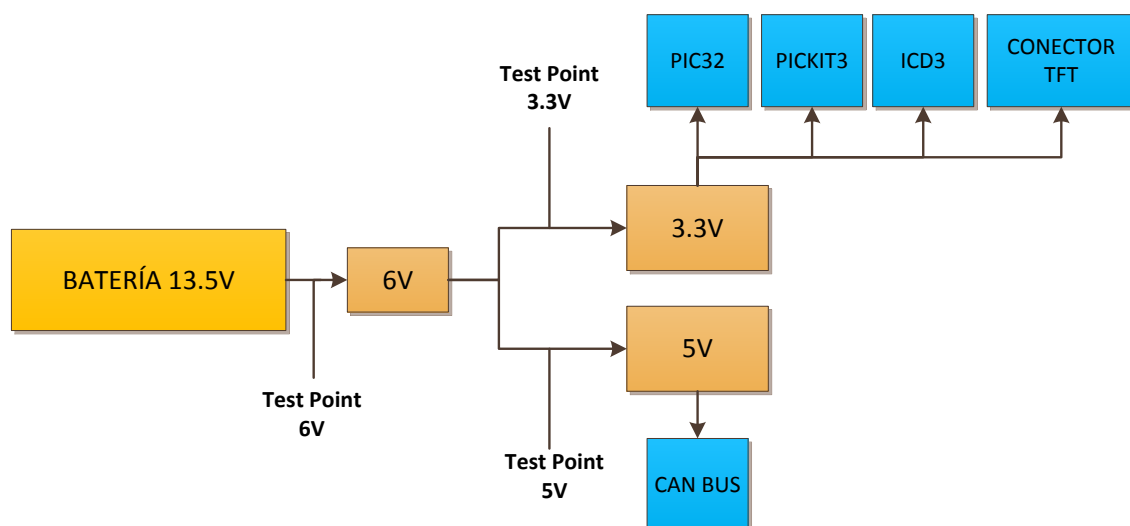 PIC32
PICKIT3
ICD3
CONECTOR
TFT
Test Point
3.3V
3.3V
BATERÍA 13.5V
6V
5V
Test Point
6V
Test Point
5V
CAN BUS